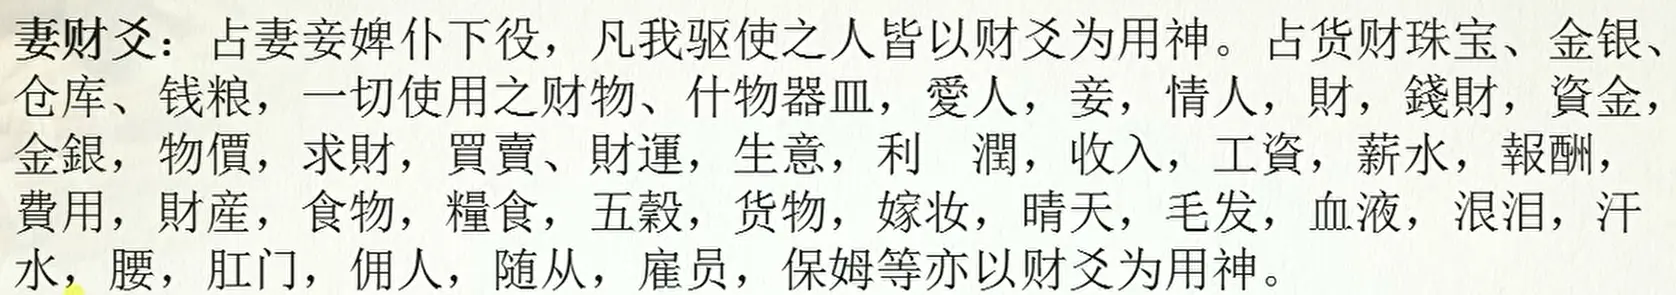 妻财爻：占妻妾婢仆下役，凡我驱使之人皆以财爻为用神。占货财珠宝、金银、
仓库、钱粮，一切使用之财物、什物器皿，愛人，妾，情人，財，錢財，資金，
金銀，物價，求財，買賣、財運，生意，利　潤，收入，工資，薪水，報酬，
費用，財産，食物，糧食，五穀，货物，嫁妆，晴天，毛发，血液，泿泪，汗
水，腰，肛门，佣人，随从，雇员，保姆等亦以财爻为用神。